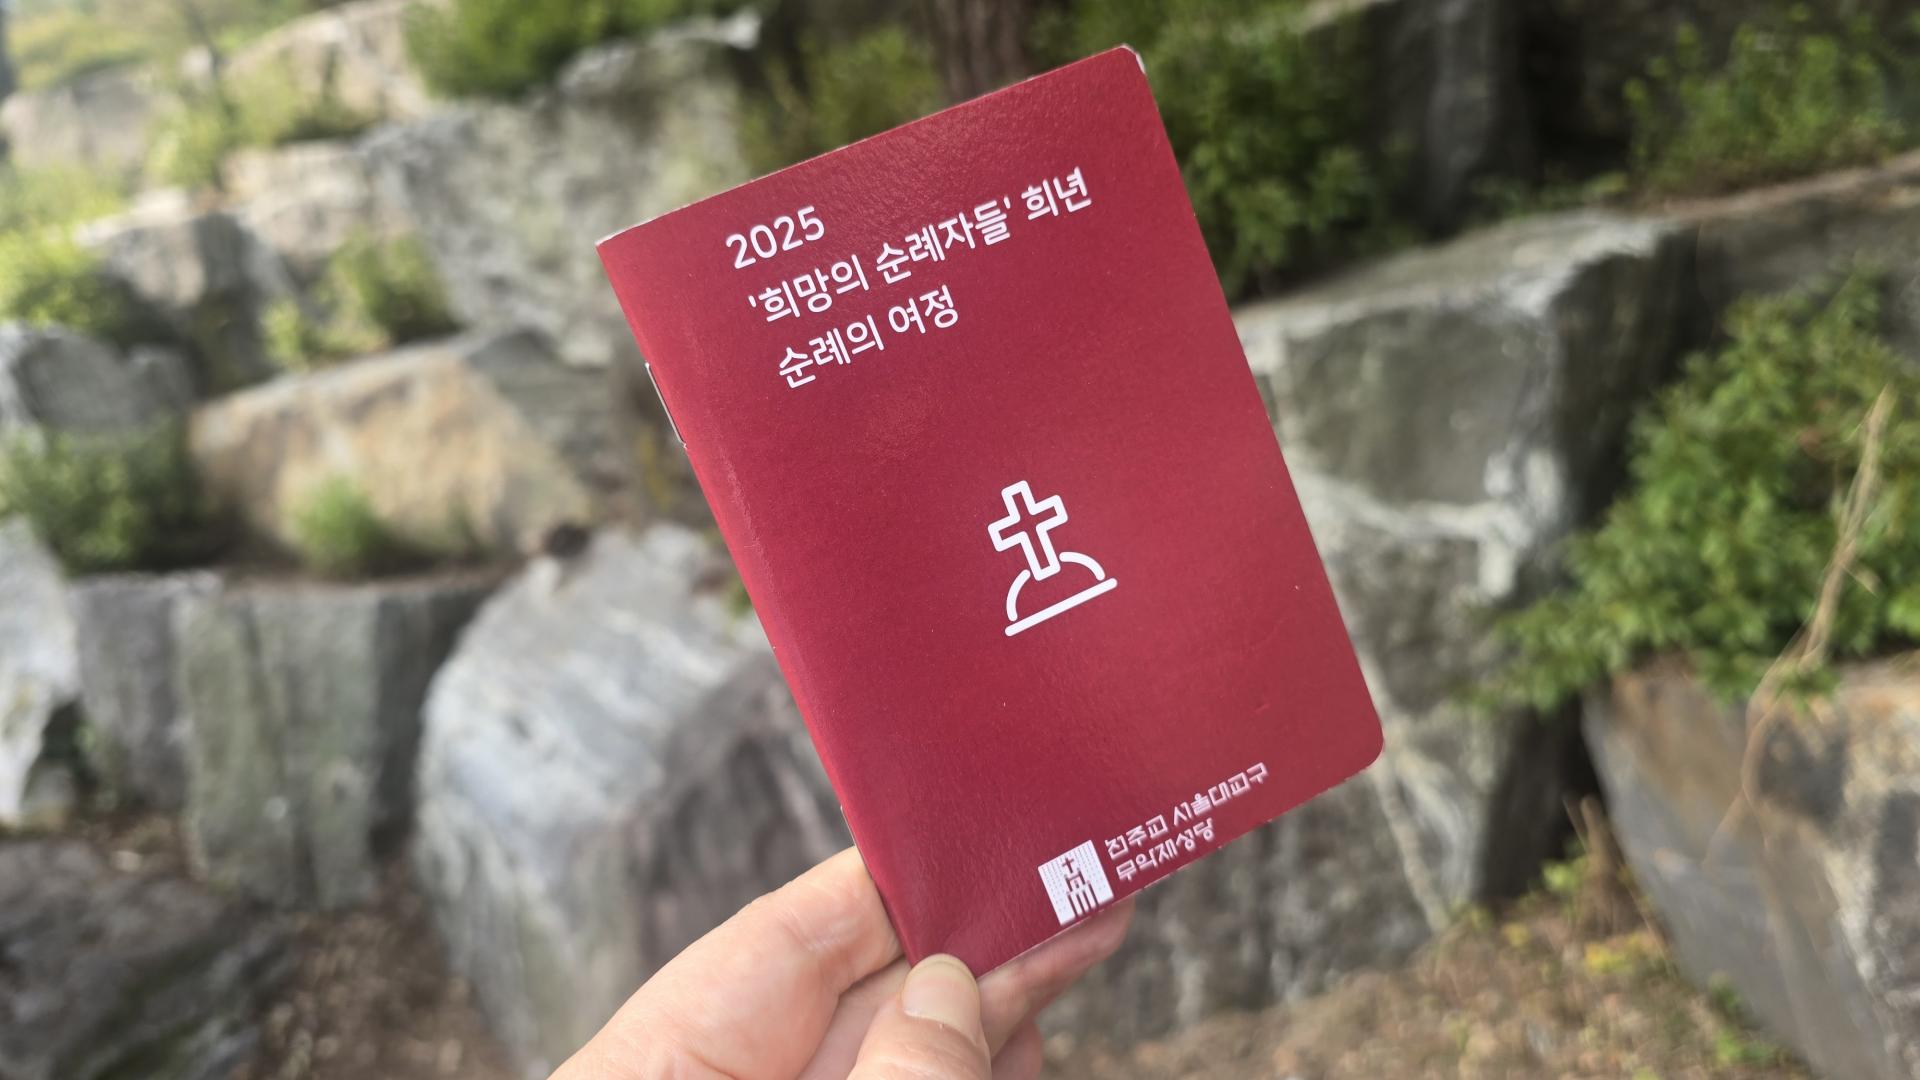 2025
'희망의 순례자들' 희년
순례의 여정
천주교 서울대교구
무악재성당